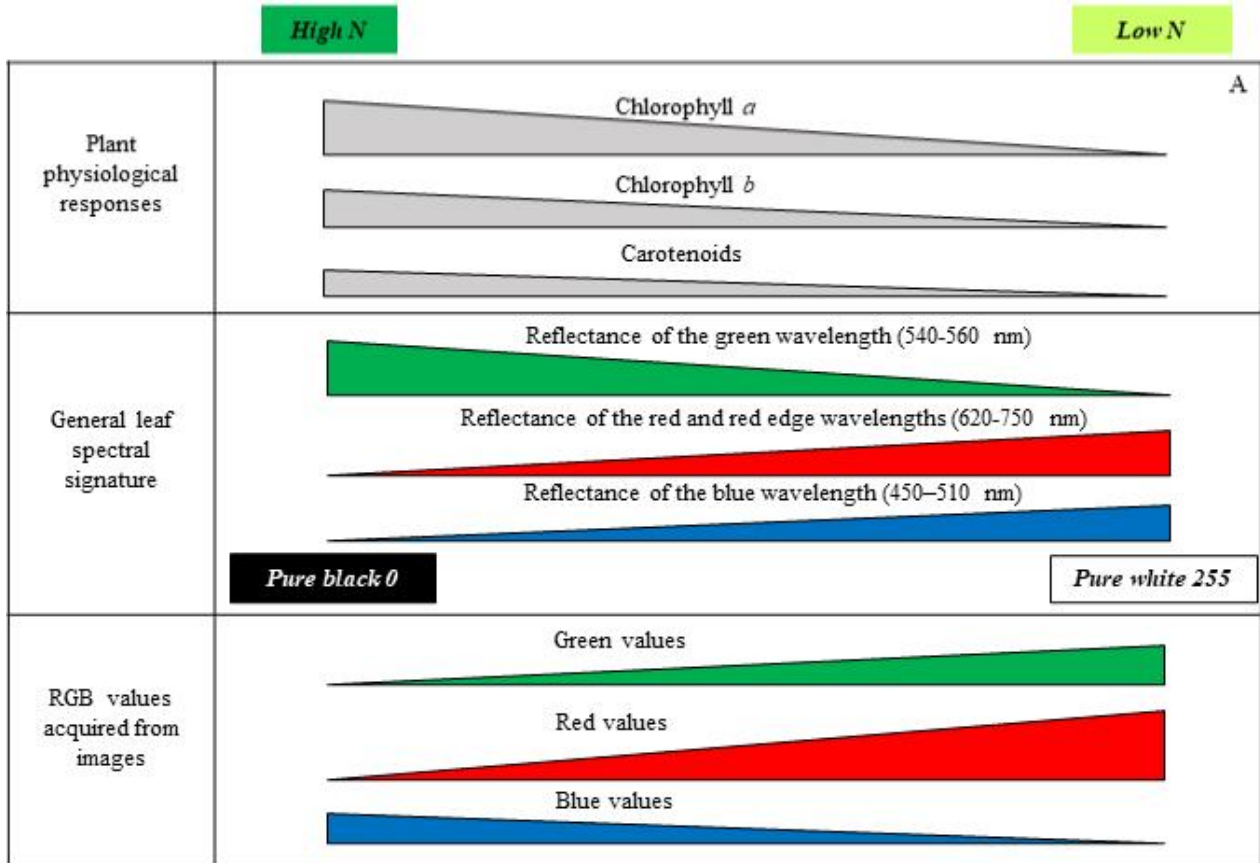 High N
Low N
A
Plant
physiological
responses
Chlorophyll a
Chlorophyll b
Carotenoids
General leaf
spectral
signature
Reflectance of the green wavelength (540-560 nm)
Reflectance of the red and red edge wavelengths (620-750 nm)
Reflectance of the blue wavelength (450–510 nm)
Pure black 0
Pure white 255
RGB values
acquired from
images
Green values
Red values
Blue values